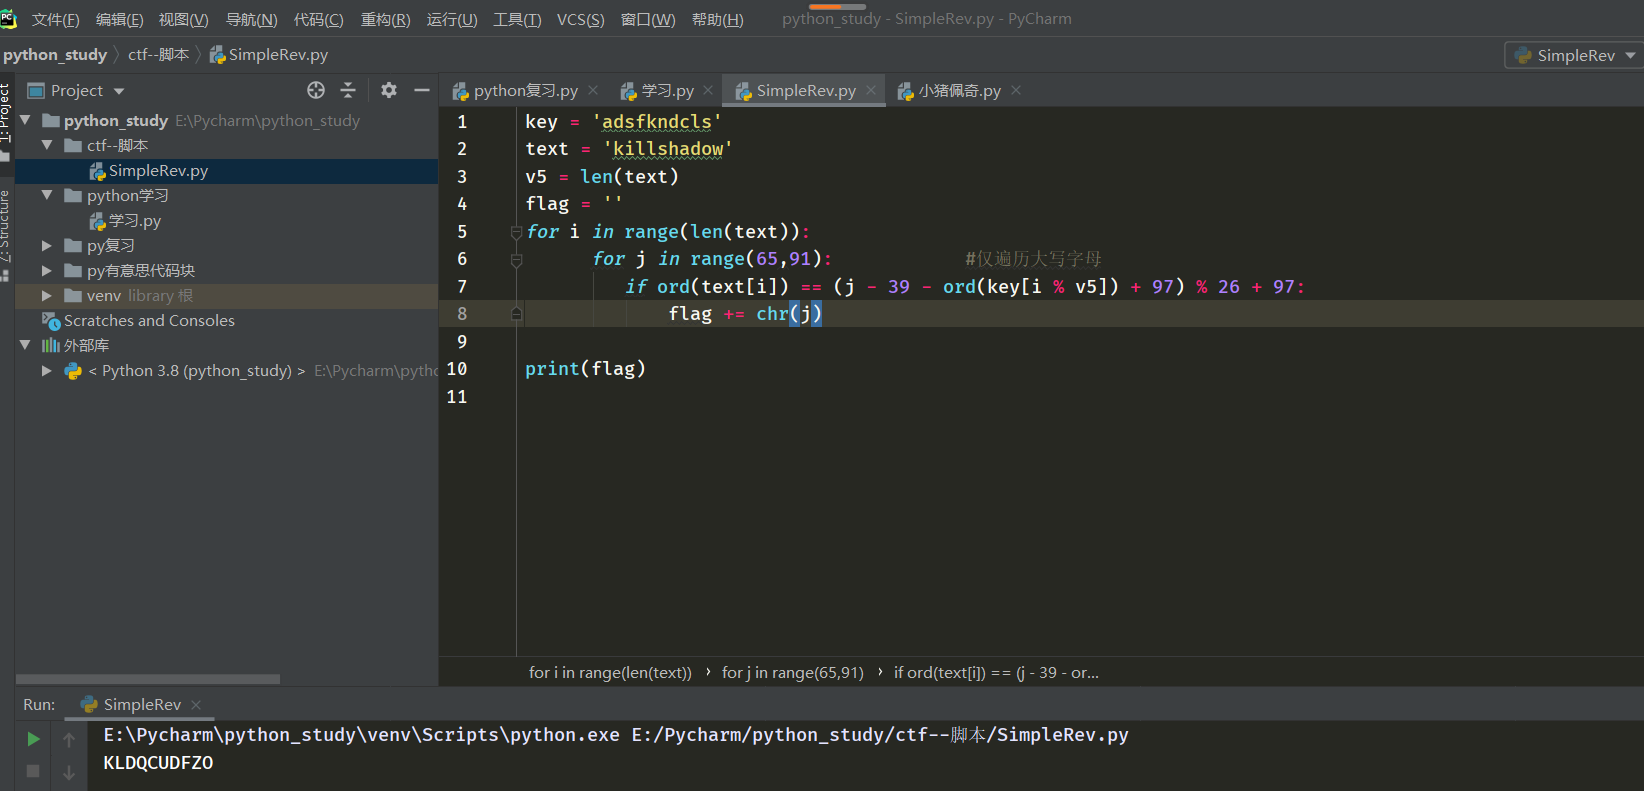 文件(F) 编辑(E) 视图(V) 导航(N) 代码(C) 重构(R) 运行(U) 工具(T) VCS(S) 窗口(W) 帮助(H) python_study - SimpleRev.py - PyCharm
python_study ctf--脚本 SimpleRev.py SimpleRev
1: Project
7: Structure
Project
python_study E:\Pycharm\python_study
ctf--脚本
SimpleRev.py
python学习
学习.py
py复习
py有意思代码块
venv library 根
Scratches and Consoles
外部库
< Python 3.8 (python_study) > E:\Pycharm\pytho
python复习.py 学习.py SimpleRev.py 小猪佩奇.py
1 key = 'adsfkndcls'
2 text = 'killshadow'
3 v5 = len(text)
4 flag = ''
5 for i in range(len(text)):
6 for j in range(65,91): #仅遍历大写字母
7 if ord(text[i]) == (j - 39 - ord(key[i % v5]) + 97) % 26 + 97:
8 flag += chr(j)
9
10 print(flag)
11
for i in range(len(text)) › for j in range(65,91) › if ord(text[i]) == (j - 39 - or...
Run: SimpleRev
E:\Pycharm\python_study\venv\Scripts\python.exe E:/Pycharm/python_study/ctf--脚本/SimpleRev.py
KLDQCUDFZO